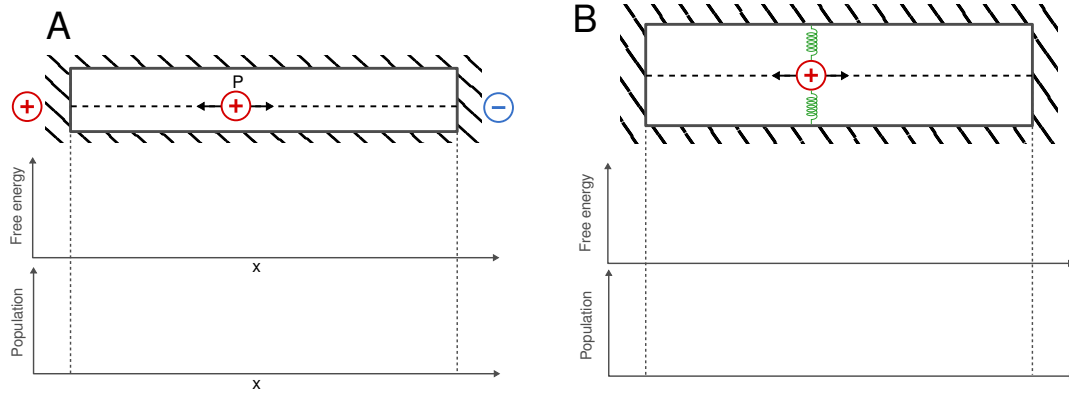 A
B
P
+
+
−
+
Free energy
x
Population
x
Free energy
Population